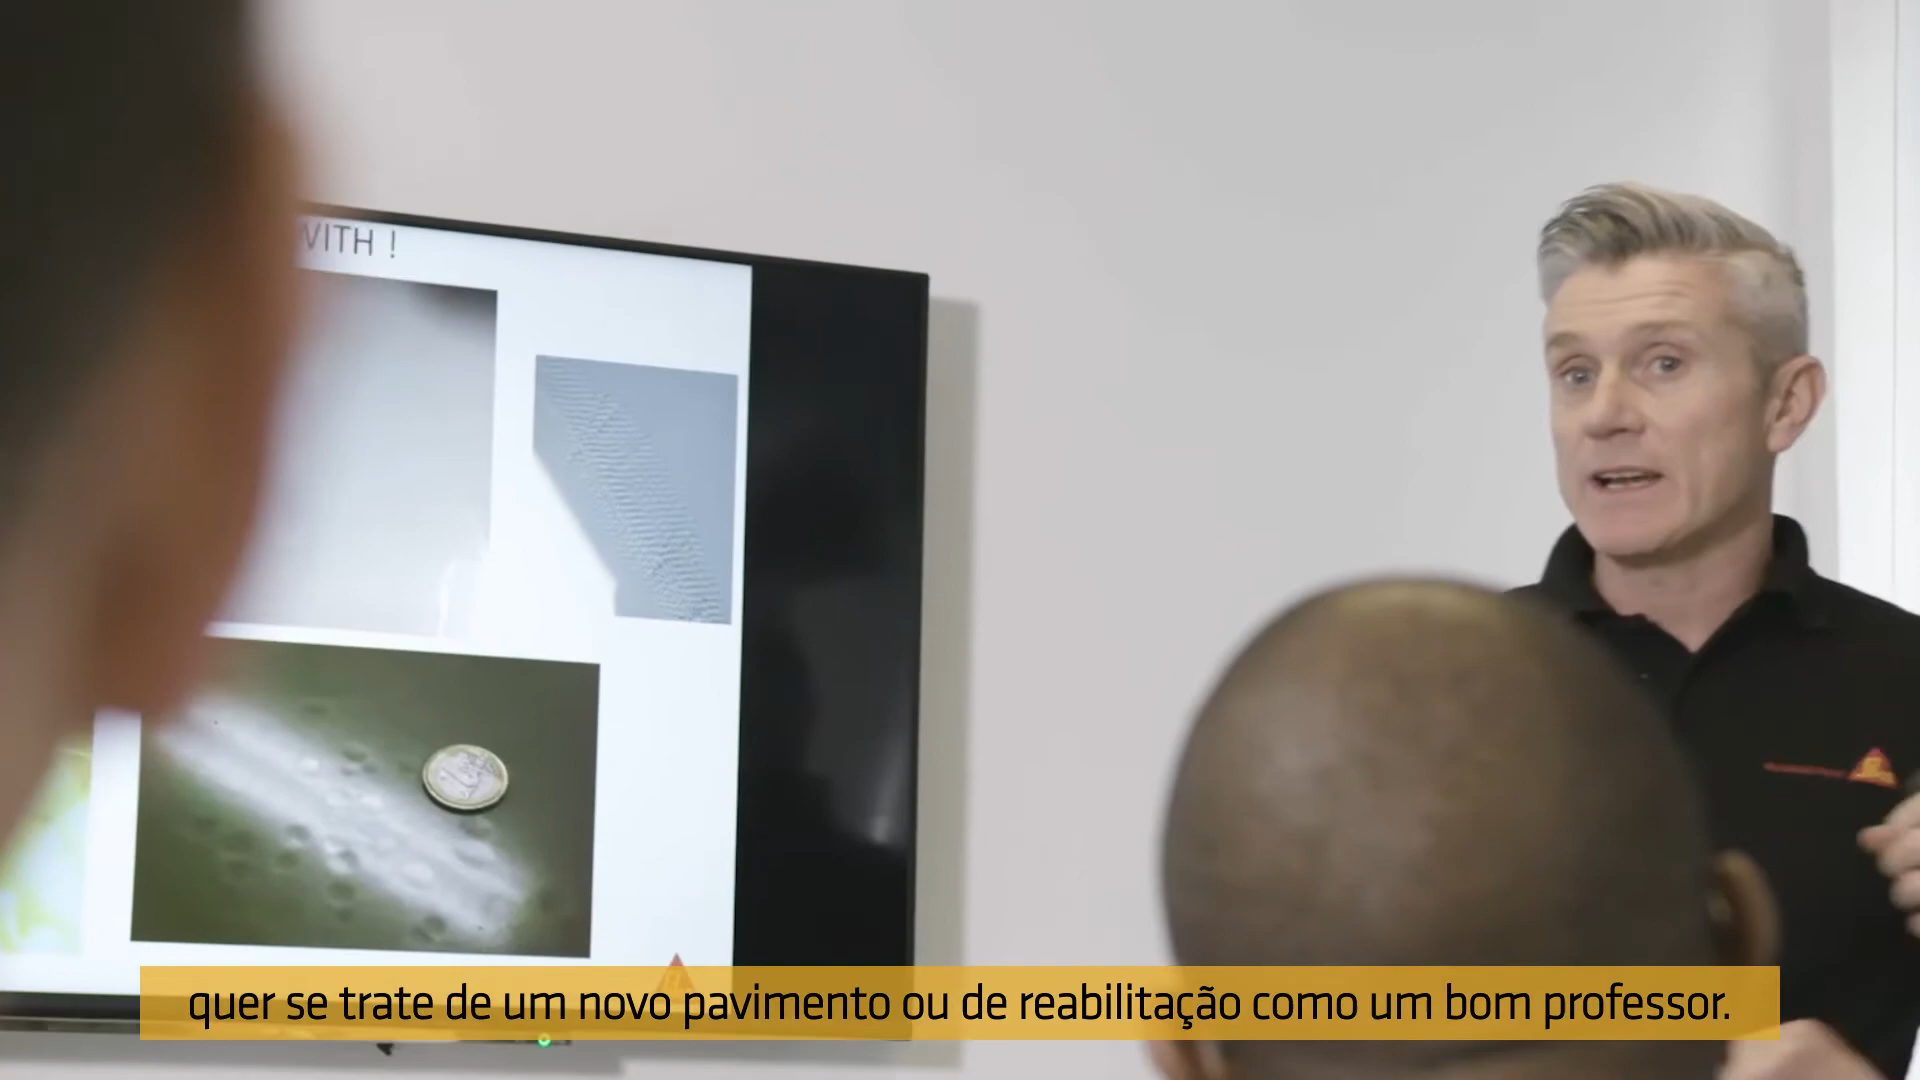 WITH !
quer se trate de um novo pavimento ou de reabilitação como um bom professor.